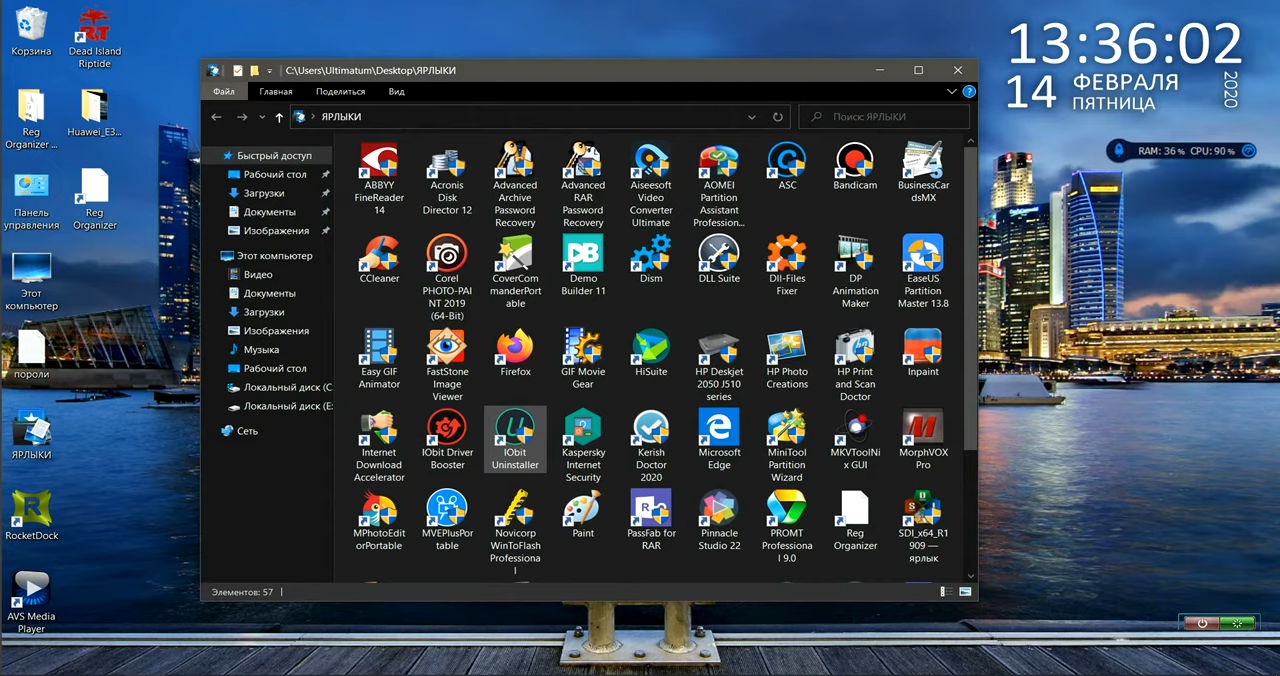 Корзина
Dead Island
Riptide
Reg
Organizer ...
Huawei_E3...
Панель
управления
Reg
Organizer
Этот
компьютер
пороли
ЯРЛЫКИ
RocketDock
AVS Media
Player
C:\Users\Ultimatum\Desktop\ЯРЛЫКИ
Файл
Главная
Поделиться
Вид
ЯРЛЫКИ
Поиск: ЯРЛЫКИ
Быстрый доступ
Рабочий стол
Загрузки
Документы
Изображения
Этот компьютер
Видео
Документы
Загрузки
Изображения
Музыка
Рабочий стол
Локальный диск (C
Локальный диск (E:
Сеть
ABBYY
FineReader
14
Acronis
Disk
Director 12
Advanced
Archive
Password
Recovery
Advanced
RAR
Password
Recovery
Aiseesoft
Video
Converter
Ultimate
AOMEI
Partition
Assistant
Profession...
ASC
Bandicam
BusinessCar
dsMX
CCleaner
Corel
PHOTO-PAI
NT 2019
(64-Bit)
CoverCom
manderPort
able
DB
Demo
Builder 11
Dism
DLL Suite
Dll-Files
Fixer
DP
Animation
Maker
EaseUS
Partition
Master 13.8
Easy GIF
Animator
FastStone
Image
Viewer
Firefox
GIF Movie
Gear
HiSuite
HP Deskjet
2050 J510
series
HP Photo
Creations
HP Print
and Scan
Doctor
Inpaint
Internet
Download
Accelerator
IObit Driver
Booster
IObit
Uninstaller
Kaspersky
Internet
Security
Kerish
Doctor
2020
Microsoft
Edge
MiniTool
Partition
Wizard
MKVToolNi
x GUI
MorphVOX
Pro
MPhotoEdit
orPortable
MVEPlusPor
table
Novicorp
WinToFlash
Professiona
l
Paint
PassFab for
RAR
Pinnacle
Studio 22
PROMT
Professiona
l 9.0
Reg
Organizer
SDI_x64_R1
909 —
ярлык
Элементов: 57
13:36:02
14
ФЕВРАЛЯ
ПЯТНИЦА
2020
RAM: 36 % CPU: 90 %